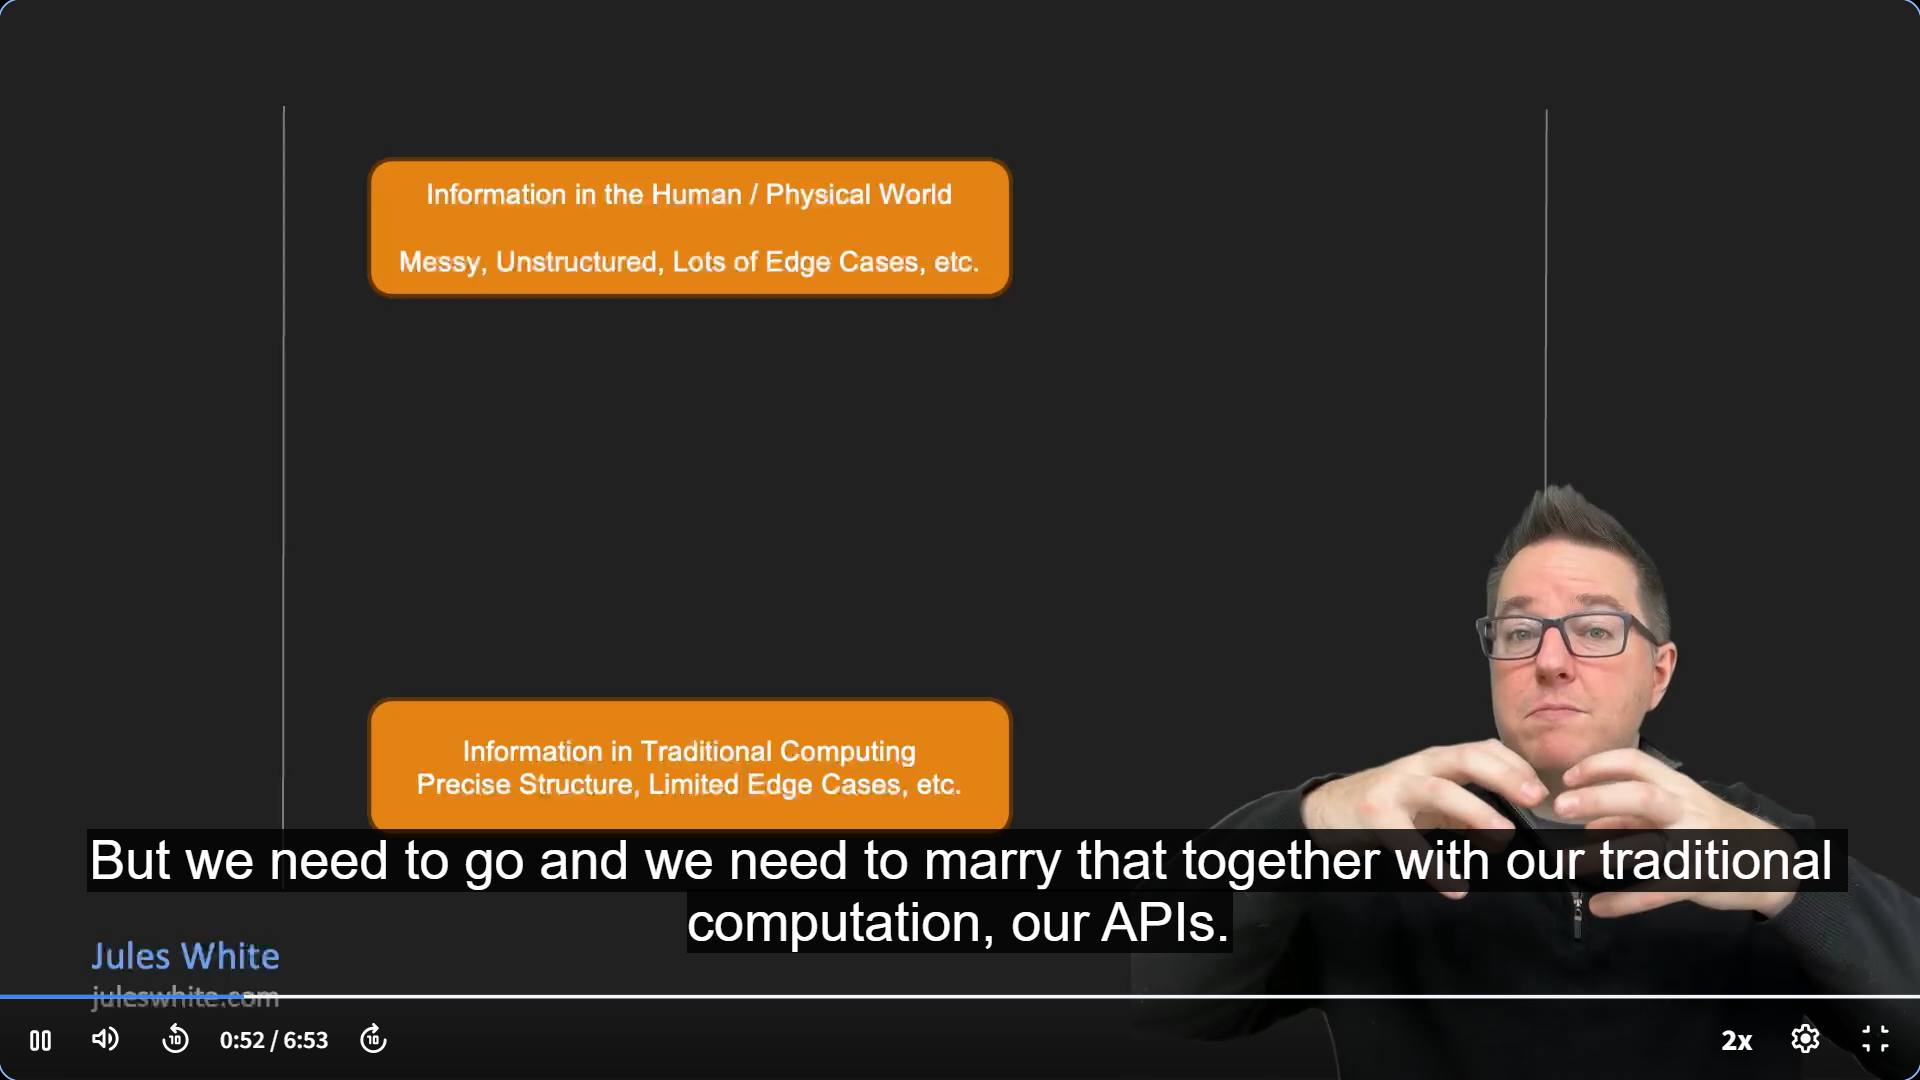 Information in the Human / Physical World
Messy, Unstructured, Lots of Edge Cases, etc.
Information in Traditional Computing
Precise Structure, Limited Edge Cases, etc.
But we need to go and we need to marry that together with our traditional
computation, our APIs.
Jules White
juleswhite.com
10
0:52 / 6:53
10
2x